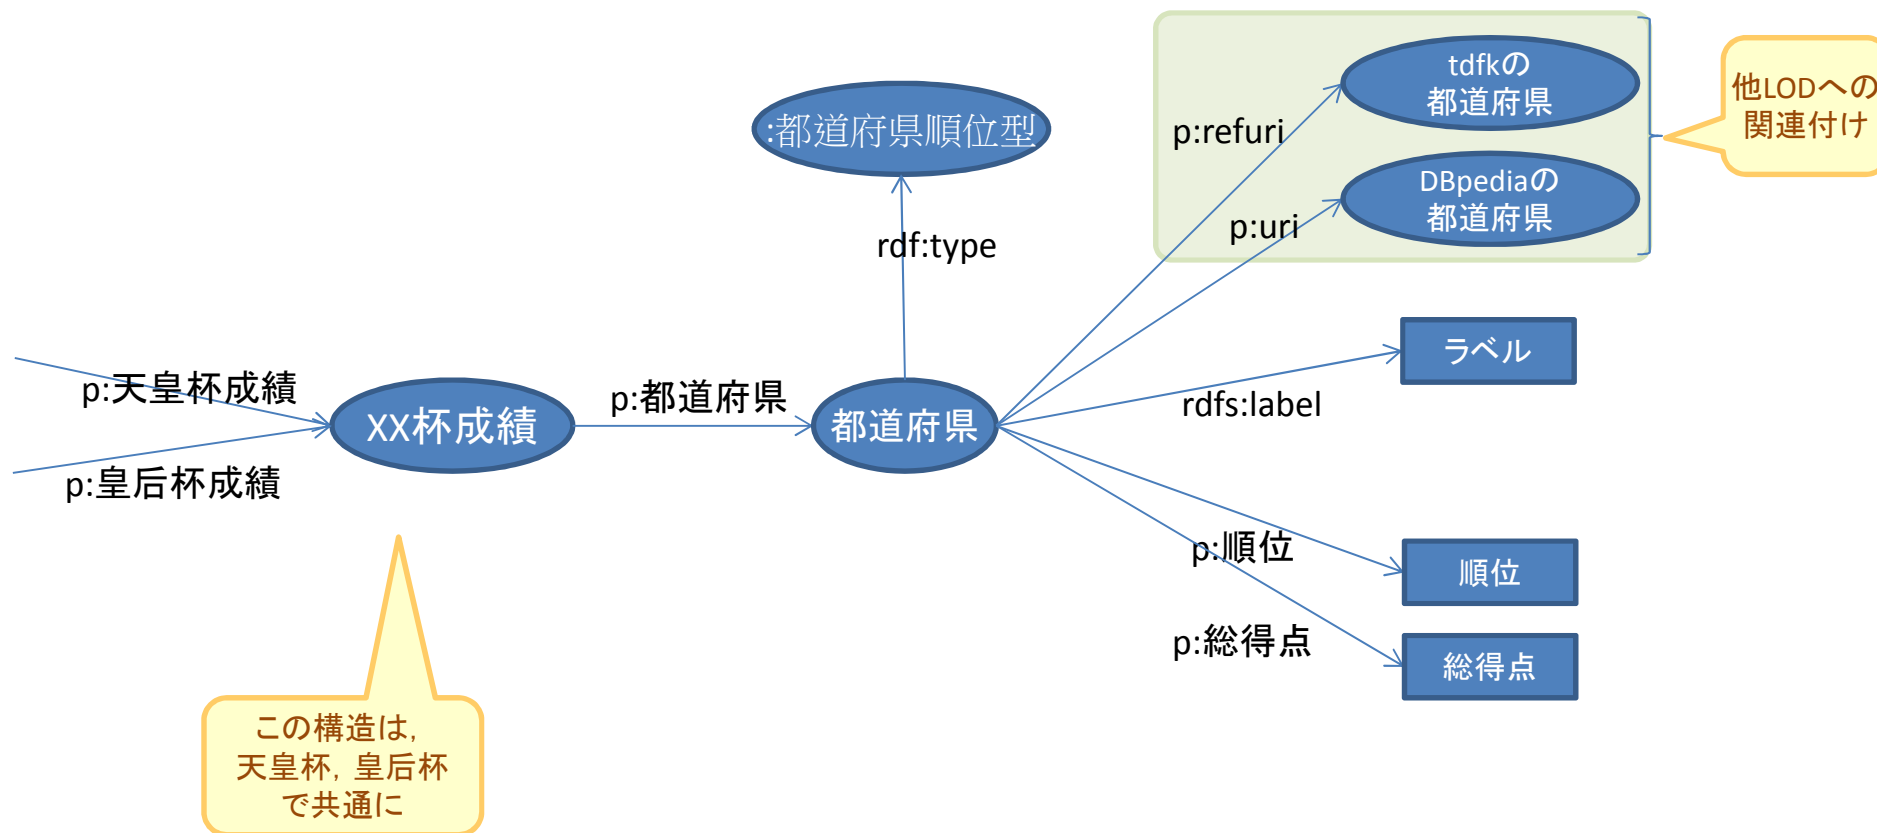 tdfkの
都道府県
他LODへの
関連付け
:都道府県順位型
p:refuri
DBpediaの
都道府県
p:uri
rdf:type
ラベル
p:天皇杯成績
p:都道府県
rdfs:label
XX杯成績
都道府県
p:皇后杯成績
p:順位
順位
p:総得点
総得点
この構造は,
天皇杯, 皇后杯
で共通に